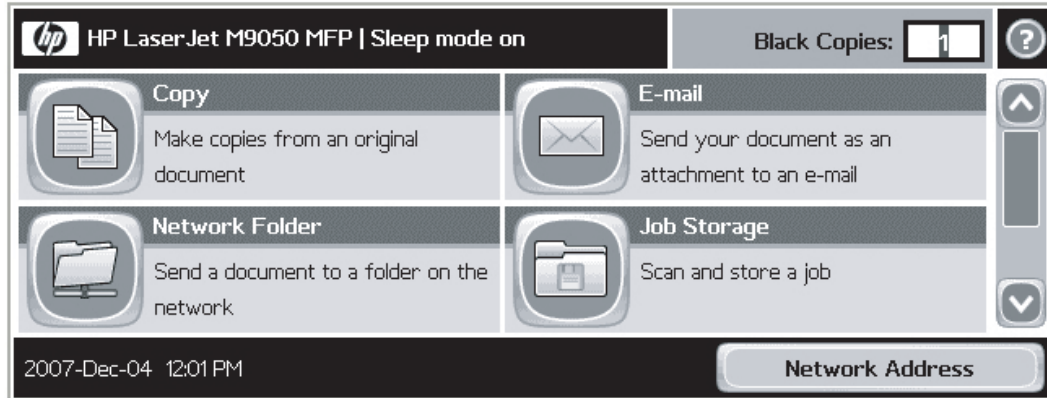 hp HP LaserJet M9050 MFP | Sleep mode on Black Copies: 1 ?
Copy
Make copies from an original
document
E-mail
Send your document as an
attachment to an e-mail
Network Folder
Send a document to a folder on the
network
Job Storage
Scan and store a job
2007-Dec-04 12:01 PM Network Address